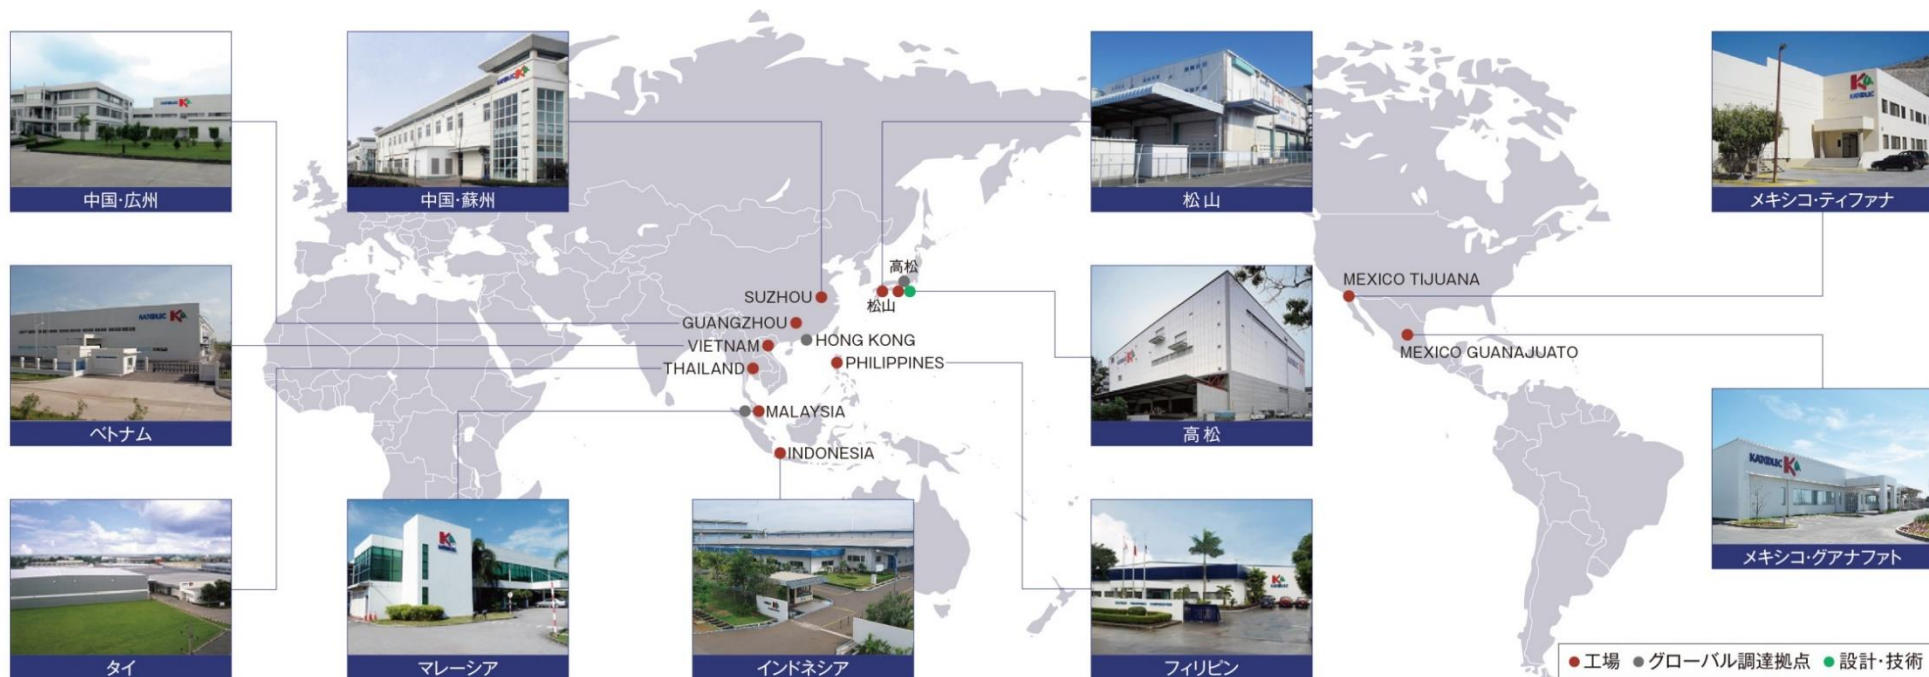 中国・広州
中国・蘇州
松山
メキシコ・ティファナ
ベトナム
高松
メキシコ・グアナファト
タイ
マレーシア
インドネシア
フィリピン
高松
松山
SUZHOU
GUANGZHOU
HONG KONG
VIETNAM
PHILIPPINES
THAILAND
MALAYSIA
INDONESIA
MEXICO TIJUANA
MEXICO GUANAJUATO
工場 グローバル調達拠点 設計・技術